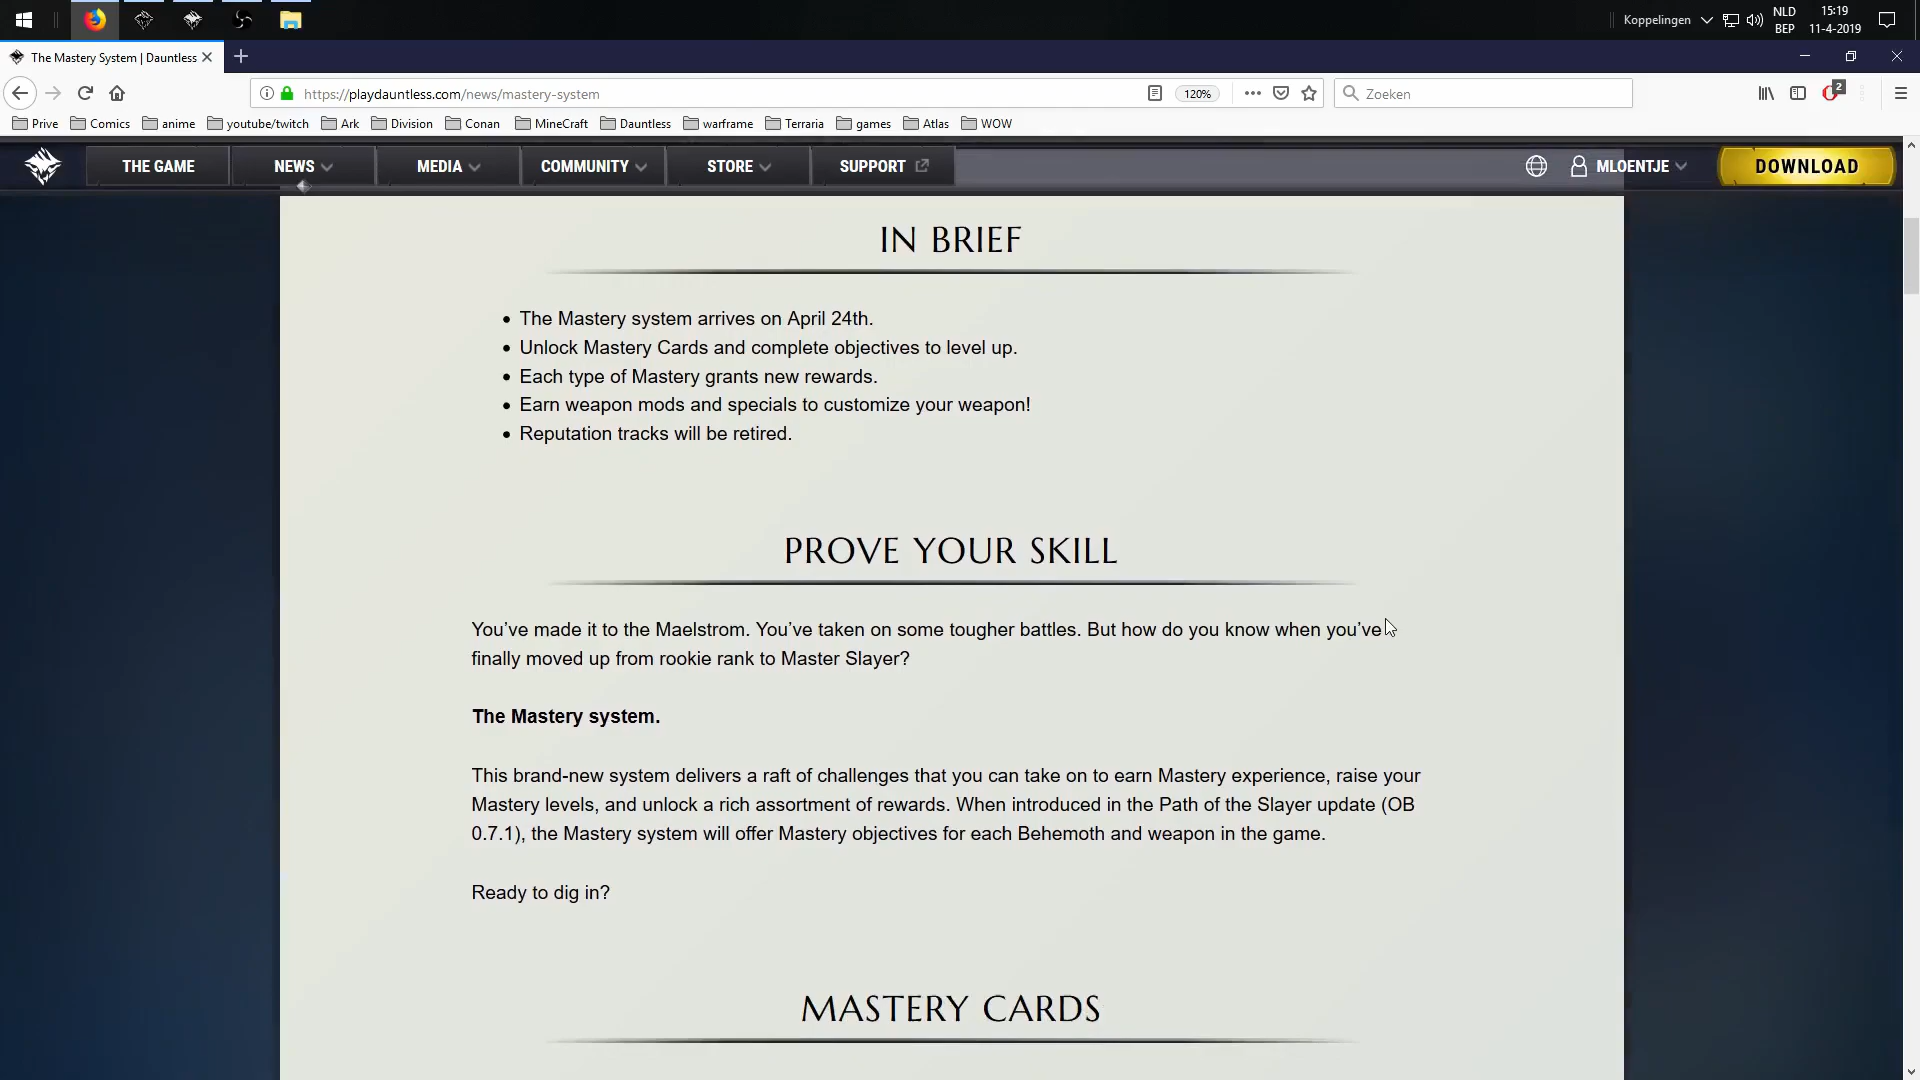 Koppelingen
NLD
BEP
15:19
11-4-2019
The Mastery System | Dauntless
https://playdauntless.com/news/mastery-system
120%
Zoeken
2
Prive
Comics
anime
youtube/twitch
Ark
Division
Conan
MineCraft
Dauntless
warframe
Terraria
games
Atlas
WOW
THE GAME
NEWS
MEDIA
COMMUNITY
STORE
SUPPORT
MLOENTJE
DOWNLOAD
IN BRIEF
• The Mastery system arrives on April 24th.
• Unlock Mastery Cards and complete objectives to level up.
• Each type of Mastery grants new rewards.
• Earn weapon mods and specials to customize your weapon!
• Reputation tracks will be retired.
PROVE YOUR SKILL
You’ve made it to the Maelstrom. You’ve taken on some tougher battles. But how do you know when you’ve
finally moved up from rookie rank to Master Slayer?
The Mastery system.
This brand-new system delivers a raft of challenges that you can take on to earn Mastery experience, raise your
Mastery levels, and unlock a rich assortment of rewards. When introduced in the Path of the Slayer update (OB
0.7.1), the Mastery system will offer Mastery objectives for each Behemoth and weapon in the game.
Ready to dig in?
MASTERY CARDS